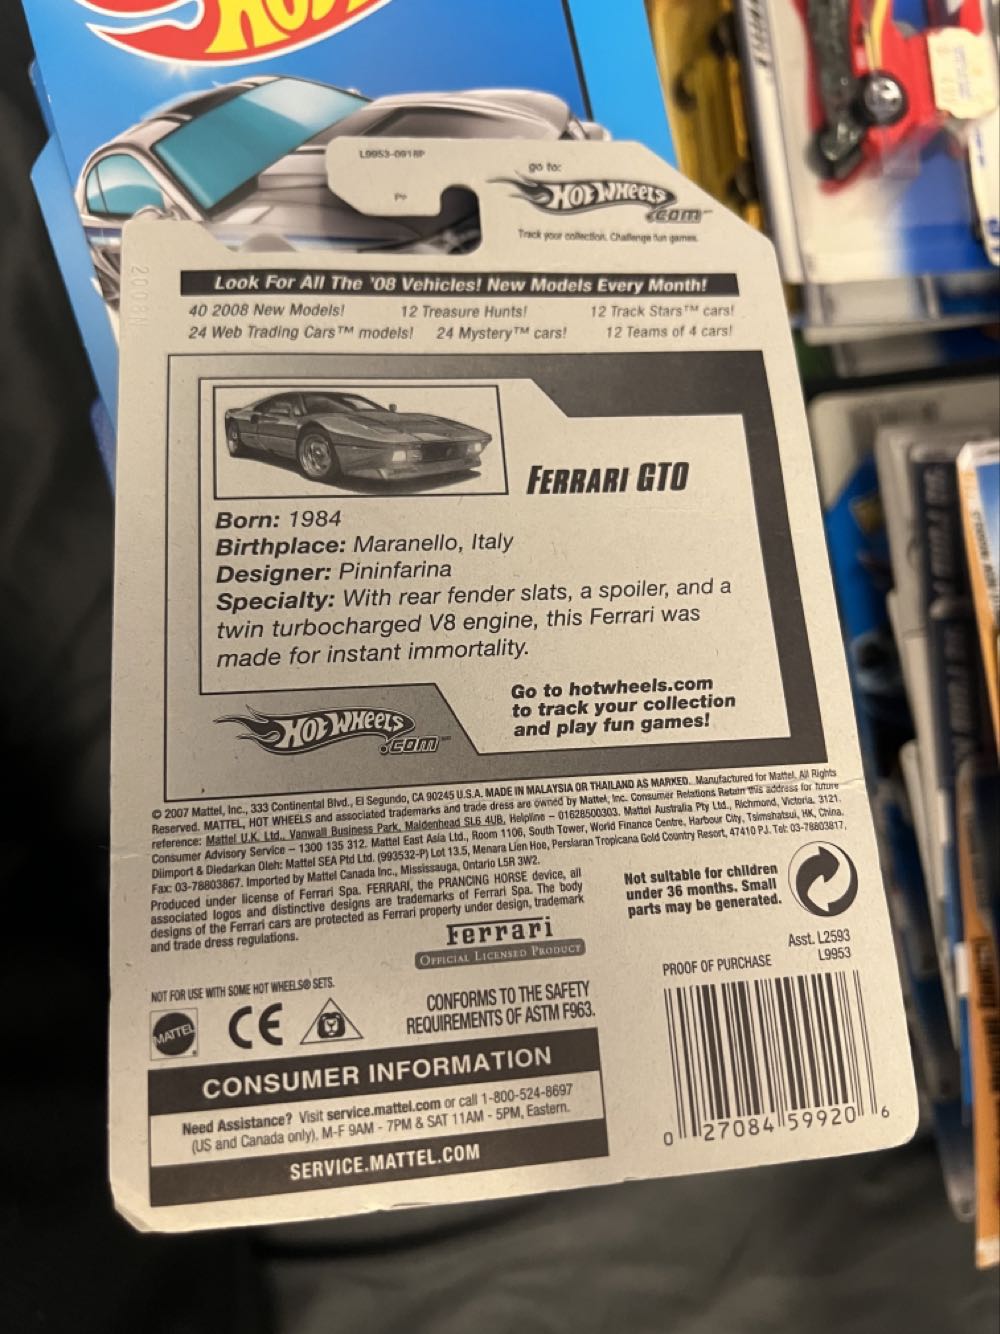 HOT WHEELS
L9953-0918P
go to:
HOT WHEELS
.com
Track your collection. Challenge fun games.
2008
Look For All The '08 Vehicles! New Models Every Month!
40 2008 New Models! 12 Treasure Hunts! 12 Track Stars™ cars!
24 Web Trading Cars™ models! 24 Mystery™ cars! 12 Teams of 4 cars!
FERRARI GTO
Born: 1984
Birthplace: Maranello, Italy
Designer: Pininfarina
Specialty: With rear fender slats, a spoiler, and a
twin turbocharged V8 engine, this Ferrari was
made for instant immortality.
HOT WHEELS
.com™
Go to hotwheels.com
to track your collection
and play fun games!
© 2007 Mattel, Inc., 333 Continental Blvd., El Segundo, CA 90245 U.S.A. MADE IN MALAYSIA OR THAILAND AS MARKED. Manufactured for Mattel. All Rights
Reserved. MATTEL, HOT WHEELS and associated trademarks and trade dress are owned by Mattel, Inc. Consumer Relations Retain this address for future
reference: Mattel U.K. Ltd., Vanwall Business Park, Maidenhead SL6 4UB, Helpline – 01628500303. Mattel Australia Pty Ltd., Richmond, Victoria, 3121.
Consumer Advisory Service – 1300 135 312. Mattel East Asia Ltd., Room 1106, South Tower, World Finance Centre, Harbour City, Tsimshatsui, HK, China.
Diimport & Diedarkan Oleh: Mattel SEA Ptd Ltd. (993532-P) Lot 13.5, Menara Lien Hoe, Persiaran Tropicana Gold Country Resort, 47410 PJ. Tel: 03-78803817,
Fax: 03-78803867. Imported by Mattel Canada Inc., Mississauga, Ontario L5R 3W2.
Produced under license of Ferrari Spa. FERRARI, the PRANCING HORSE device, all
associated logos and distinctive designs are trademarks of Ferrari Spa. The body
designs of the Ferrari cars are protected as Ferrari property under design, trademark
and trade dress regulations.
Ferrari
OFFICIAL LICENSED PRODUCT
Not suitable for children
under 36 months. Small
parts may be generated.
Asst. L2593
L9953
PROOF OF PURCHASE
NOT FOR USE WITH SOME HOT WHEELS® SETS.
MATTEL
CE
CONFORMS TO THE SAFETY
REQUIREMENTS OF ASTM F963.
CONSUMER INFORMATION
Need Assistance? Visit service.mattel.com or call 1-800-524-8697
(US and Canada only), M-F 9AM - 7PM & SAT 11AM - 5PM, Eastern.
SERVICE.MATTEL.COM
0 27084 59920 6